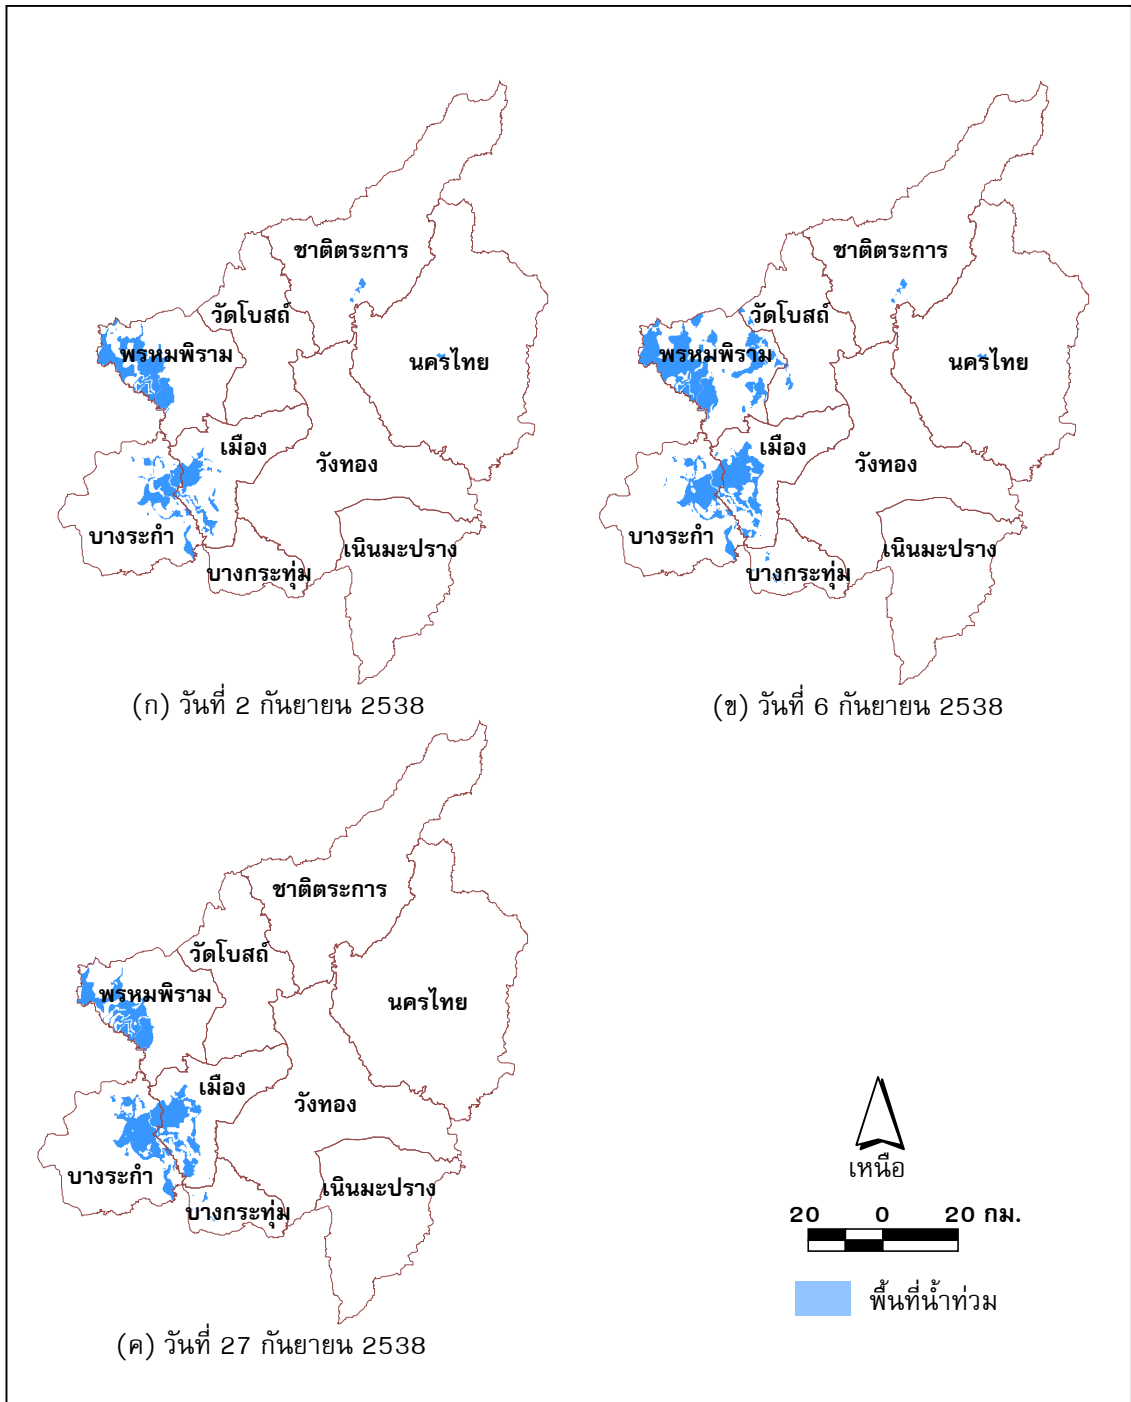 ชาติตระการ
วัดโบสถ์
พรหมพิราม
นครไทย
เมือง
วังทอง
บางระกำ
เนินมะปราง
บางกระทุ่ม
(ก) วันที่ 2 กันยายน 2538
ชาติตระการ
วัดโบสถ์
พรหมพิราม
นครไทย
เมือง
วังทอง
บางระกำ
เนินมะปราง
บางกระทุ่ม
(ข) วันที่ 6 กันยายน 2538
ชาติตระการ
วัดโบสถ์
พรหมพิราม
นครไทย
เมือง
วังทอง
บางระกำ
เนินมะปราง
บางกระทุ่ม
(ค) วันที่ 27 กันยายน 2538
เหนือ
20 0 20 กม.
พื้นที่น้ำท่วม